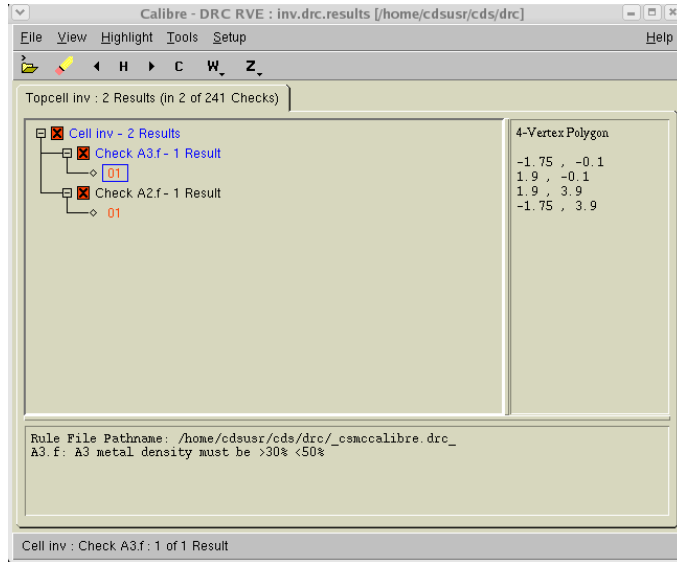 Calibre - DRC RVE : inv.drc.results [/home/cdsusr/cds/drc]
File View Highlight Tools Setup Help
H C W Z
Topcell inv : 2 Results (in 2 of 241 Checks)
Cell inv - 2 Results
Check A3.f - 1 Result
01
Check A2.f - 1 Result
01
4-Vertex Polygon
-1.75 , -0.1
1.9 , -0.1
1.9 , 3.9
-1.75 , 3.9
Rule File Pathname: /home/cdsusr/cds/drc/_csmccalibre.drc_
A3.f: A3 metal density must be >30% <50%
Cell inv : Check A3.f : 1 of 1 Result